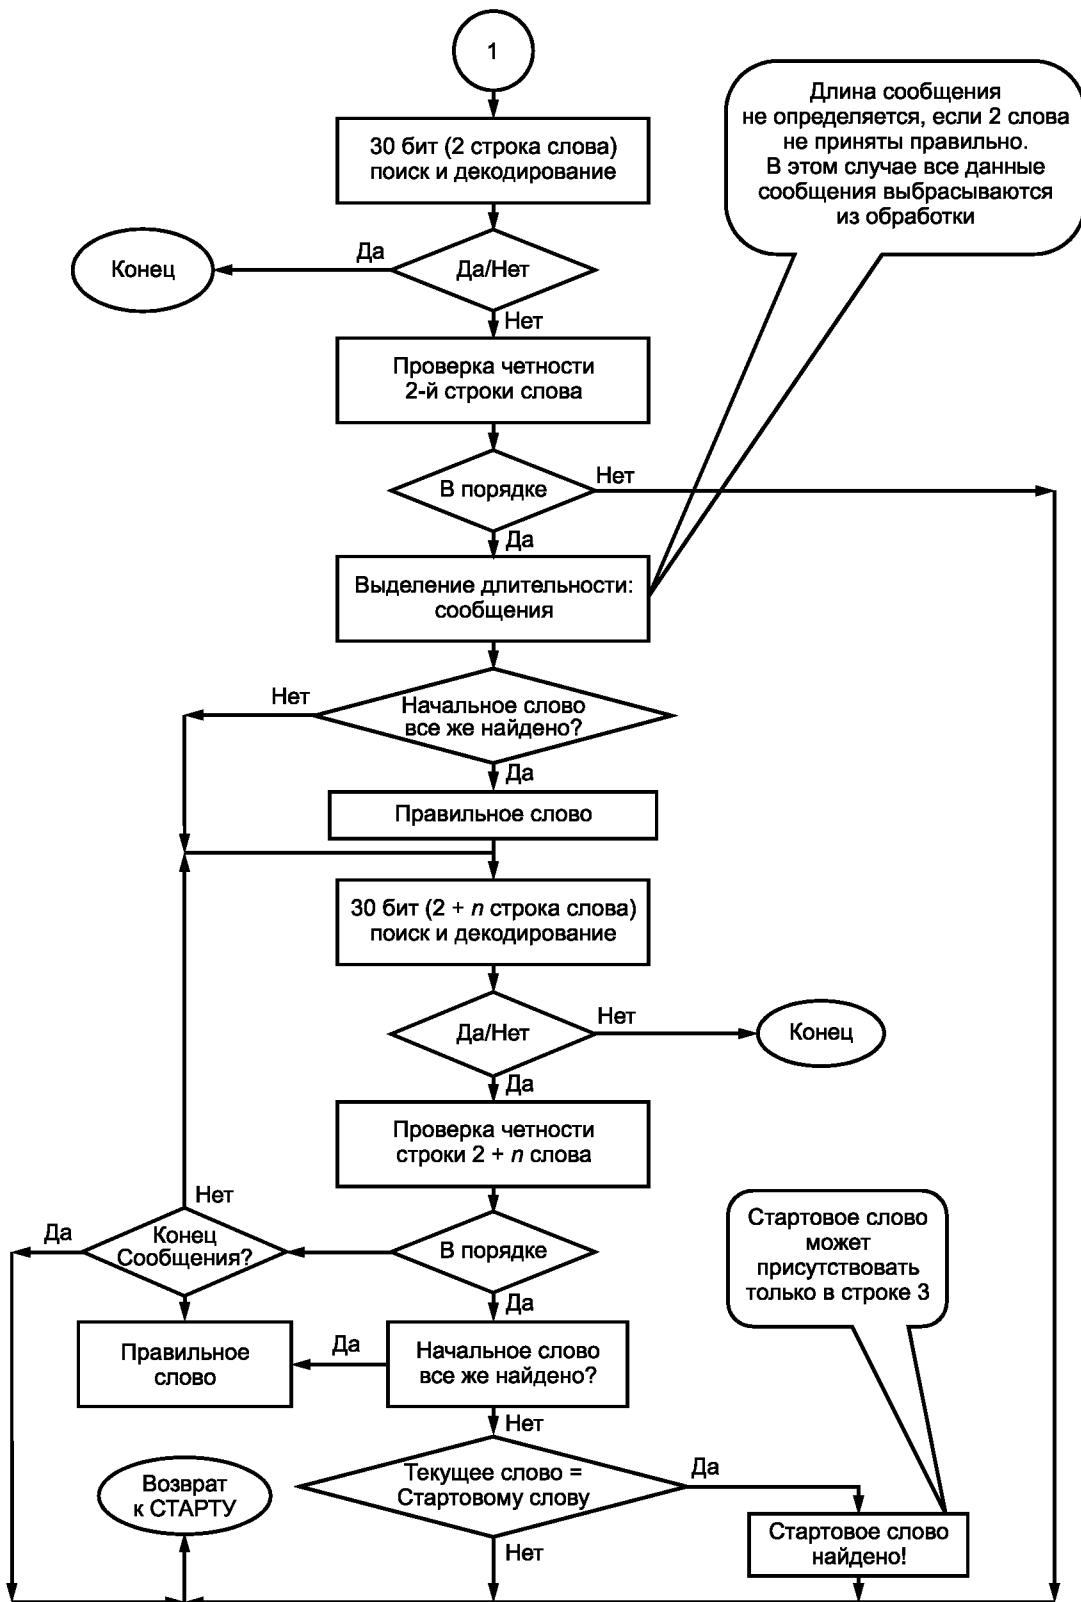 1
30 бит (2 строка слова)
поиск и декодирование
Длина сообщения
не определяется, если 2 слова
не приняты правильно.
В этом случае все данные
сообщения выбрасываются
из обработки
Да/Нет
Да
Конец
Нет
Проверка четности
2-й строки слова
В порядке
Нет
Да
Выделение длительности:
сообщения
Начальное слово
все же найдено?
Нет
Да
Правильное слово
30 бит (2 + n строка слова)
поиск и декодирование
Да/Нет
Нет
Конец
Да
Проверка четности
строки 2 + n слова
В порядке
Конец
Сообщения?
Нет
Да
Да
Стартовое слово
может
присутствовать
только в строке 3
Начальное слово
все же найдено?
Да
Правильное
слово
Нет
Текущее слово =
Стартовому слову
Да
Возврат
к СТАРТУ
Стартовое слово
найдено!
Нет